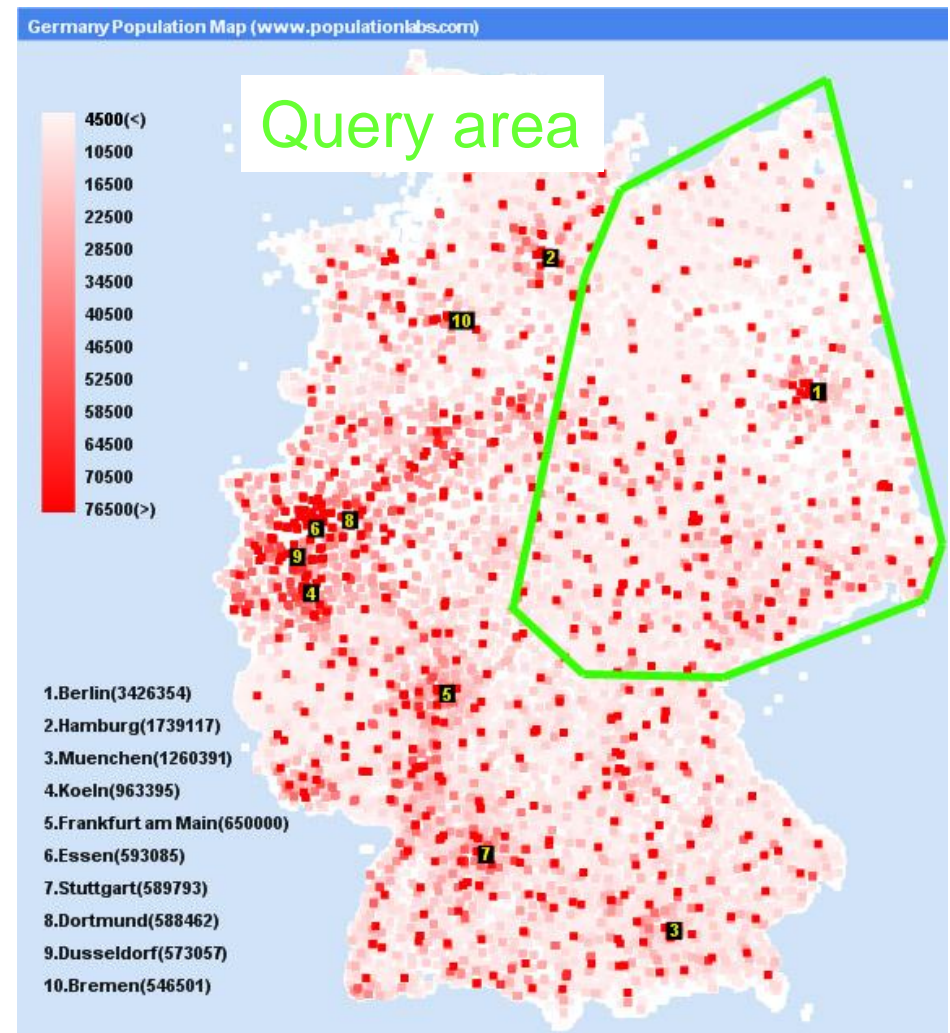 Germany Population Map (www.populationlabs.com)
Query area
4500(<)
10500
16500
22500
28500
34500
40500
46500
52500
58500
64500
70500
76500(>)
2
10
1
8
6
9
4
5
7
3
1.Berlin(3426354)
2.Hamburg(1739117)
3.Muenchen(1260391)
4.Koeln(963395)
5.Frankfurt am Main(650000)
6.Essen(593085)
7.Stuttgart(589793)
8.Dortmund(588462)
9.Dusseldorf(573057)
10.Bremen(546501)